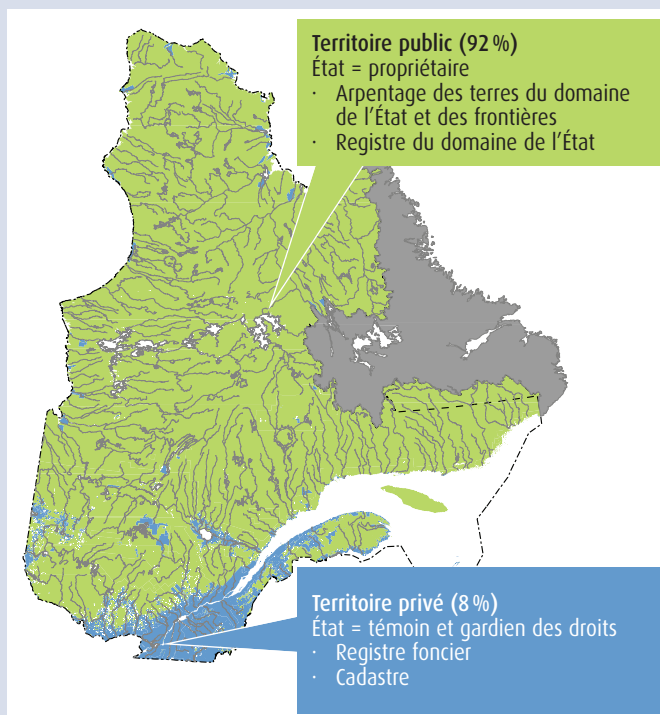 Territoire public (92 %)
État = propriétaire
· Arpentage des terres du domaine
de l’État et des frontières
· Registre du domaine de l’État
Territoire privé (8 %)
État = témoin et gardien des droits
· Registre foncier
· Cadastre